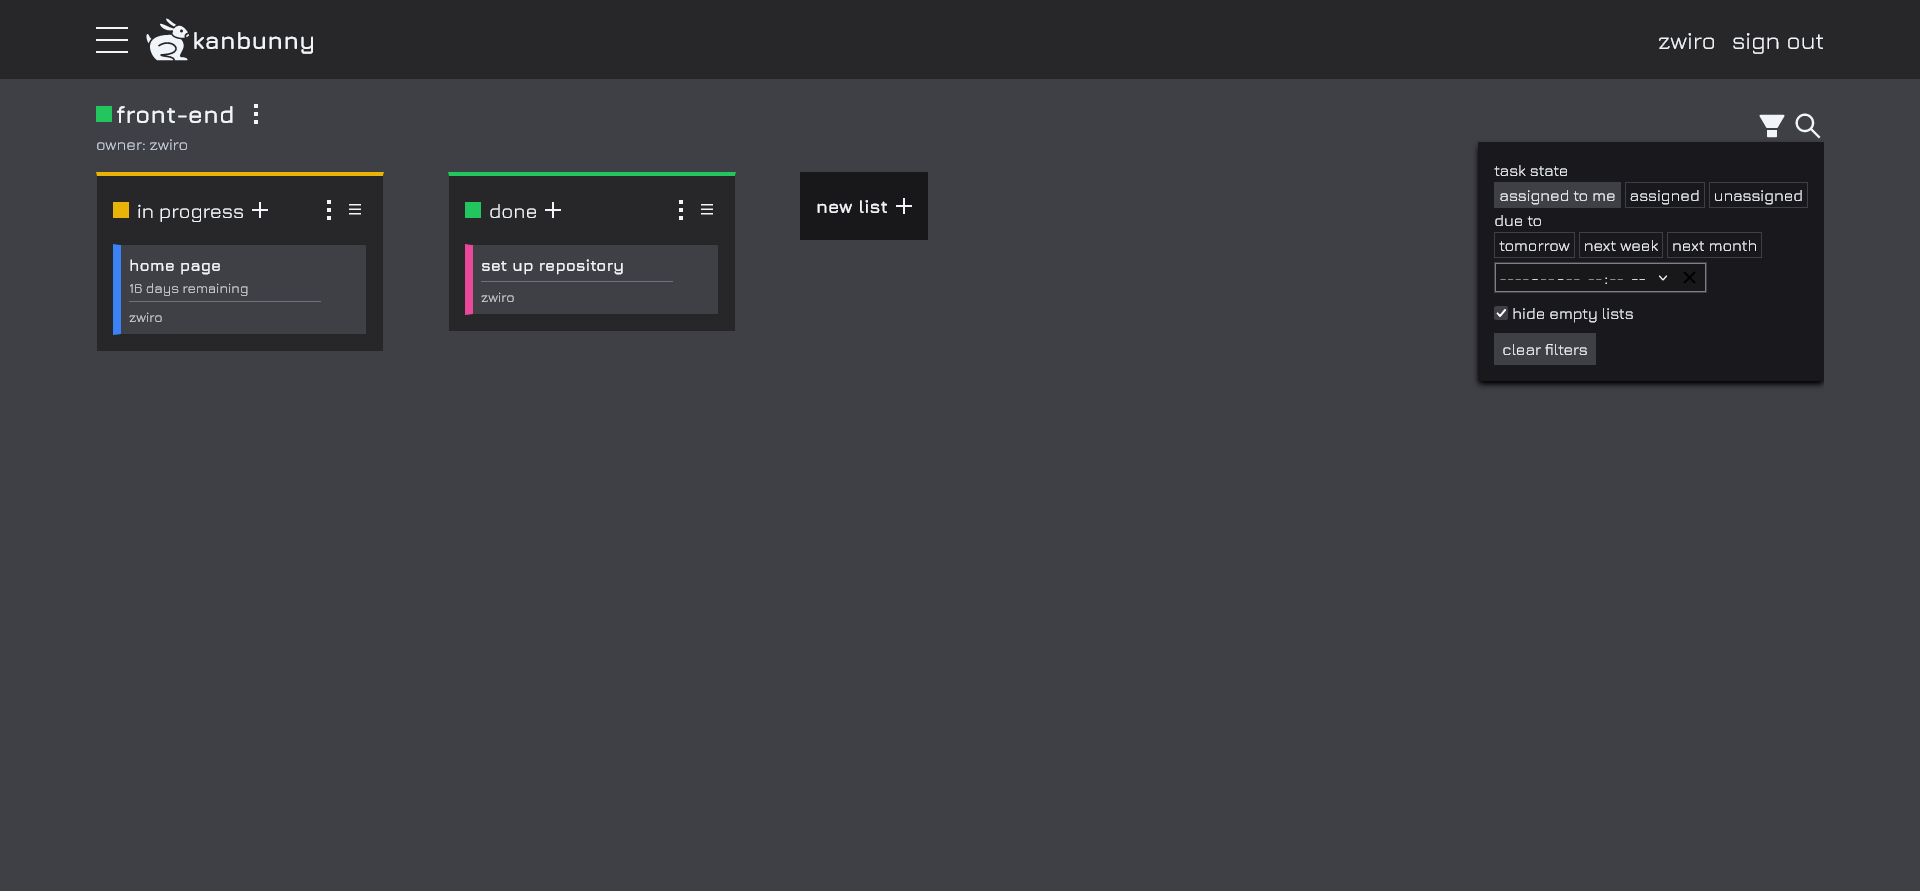 kanbunny
zwiro sign out
front-end
owner: zwiro
in progress
home page
16 days remaining
zwiro
done
set up repository
zwiro
new list
task state
assigned to me assigned unassigned
due to
tomorrow next week next month
---------- --:-- --
hide empty lists
clear filters